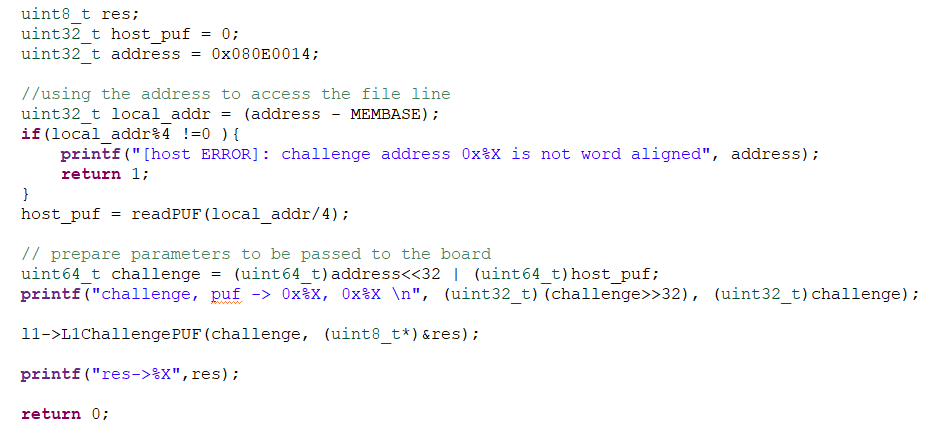 uint8_t res;
uint32_t host_puf = 0;
uint32_t address = 0x080E0014;

//using the address to access the file line
uint32_t local_addr = (address - MEMBASE);
if(local_addr%4 !=0 ){
    printf("[host ERROR]: challenge address 0x%X is not word aligned", address);
    return 1;
}
host_puf = readPUF(local_addr/4);

// prepare parameters to be passed to the board
uint64_t challenge = (uint64_t)address<<32 | (uint64_t)host_puf;
printf("challenge, puf -> 0x%X, 0x%X \n", (uint32_t)(challenge>>32), (uint32_t)challenge);

l1->L1ChallengePUF(challenge, (uint8_t*)&res);

printf("res->%X",res);

return 0;